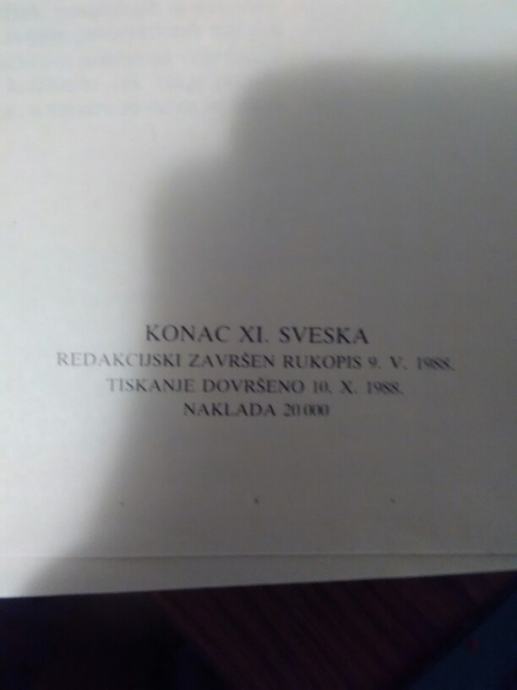 KONAC XI. SVESKA
REDAKCIJSKI ZAVRŠEN RUKOPIS 9. V. 1988.
TISKANJE DOVRŠENO 10. X. 1988.
NAKLADA 20 000